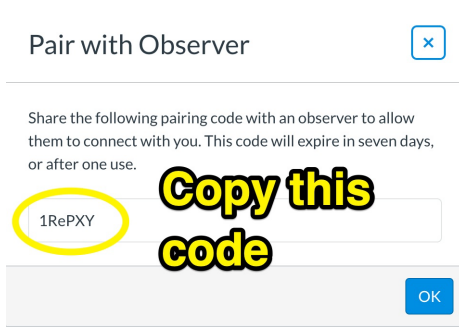 Pair with Observer
×
Share the following pairing code with an observer to allow
them to connect with you. This code will expire in seven days,
or after one use.
Copy this
1RePXY
code
OK